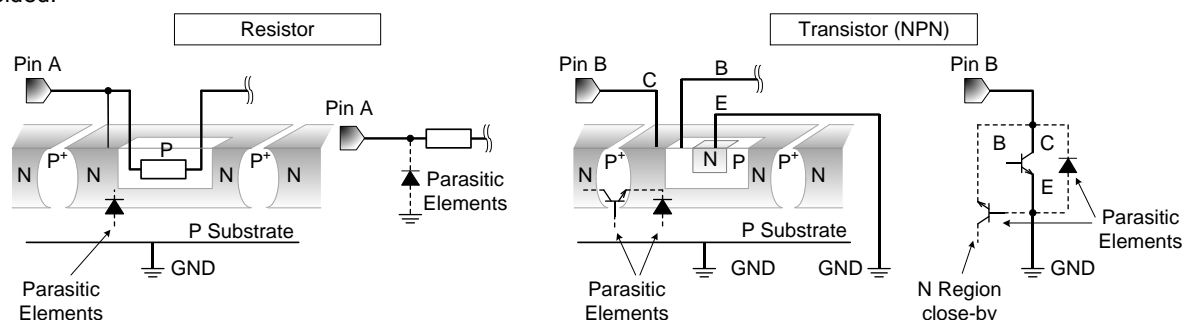 Resistor
Transistor (NPN)
Pin A
Pin B
C
B
E
Pin B
Pin A
N
P+
N
P
N
P+
N
N
P+
N
P
N
P+
N
B
C
E
Parasitic
Elements
P Substrate
P Substrate
Parasitic
Elements
GND
GND
GND
GND
Parasitic
Elements
Parasitic
Elements
N Region
close-by